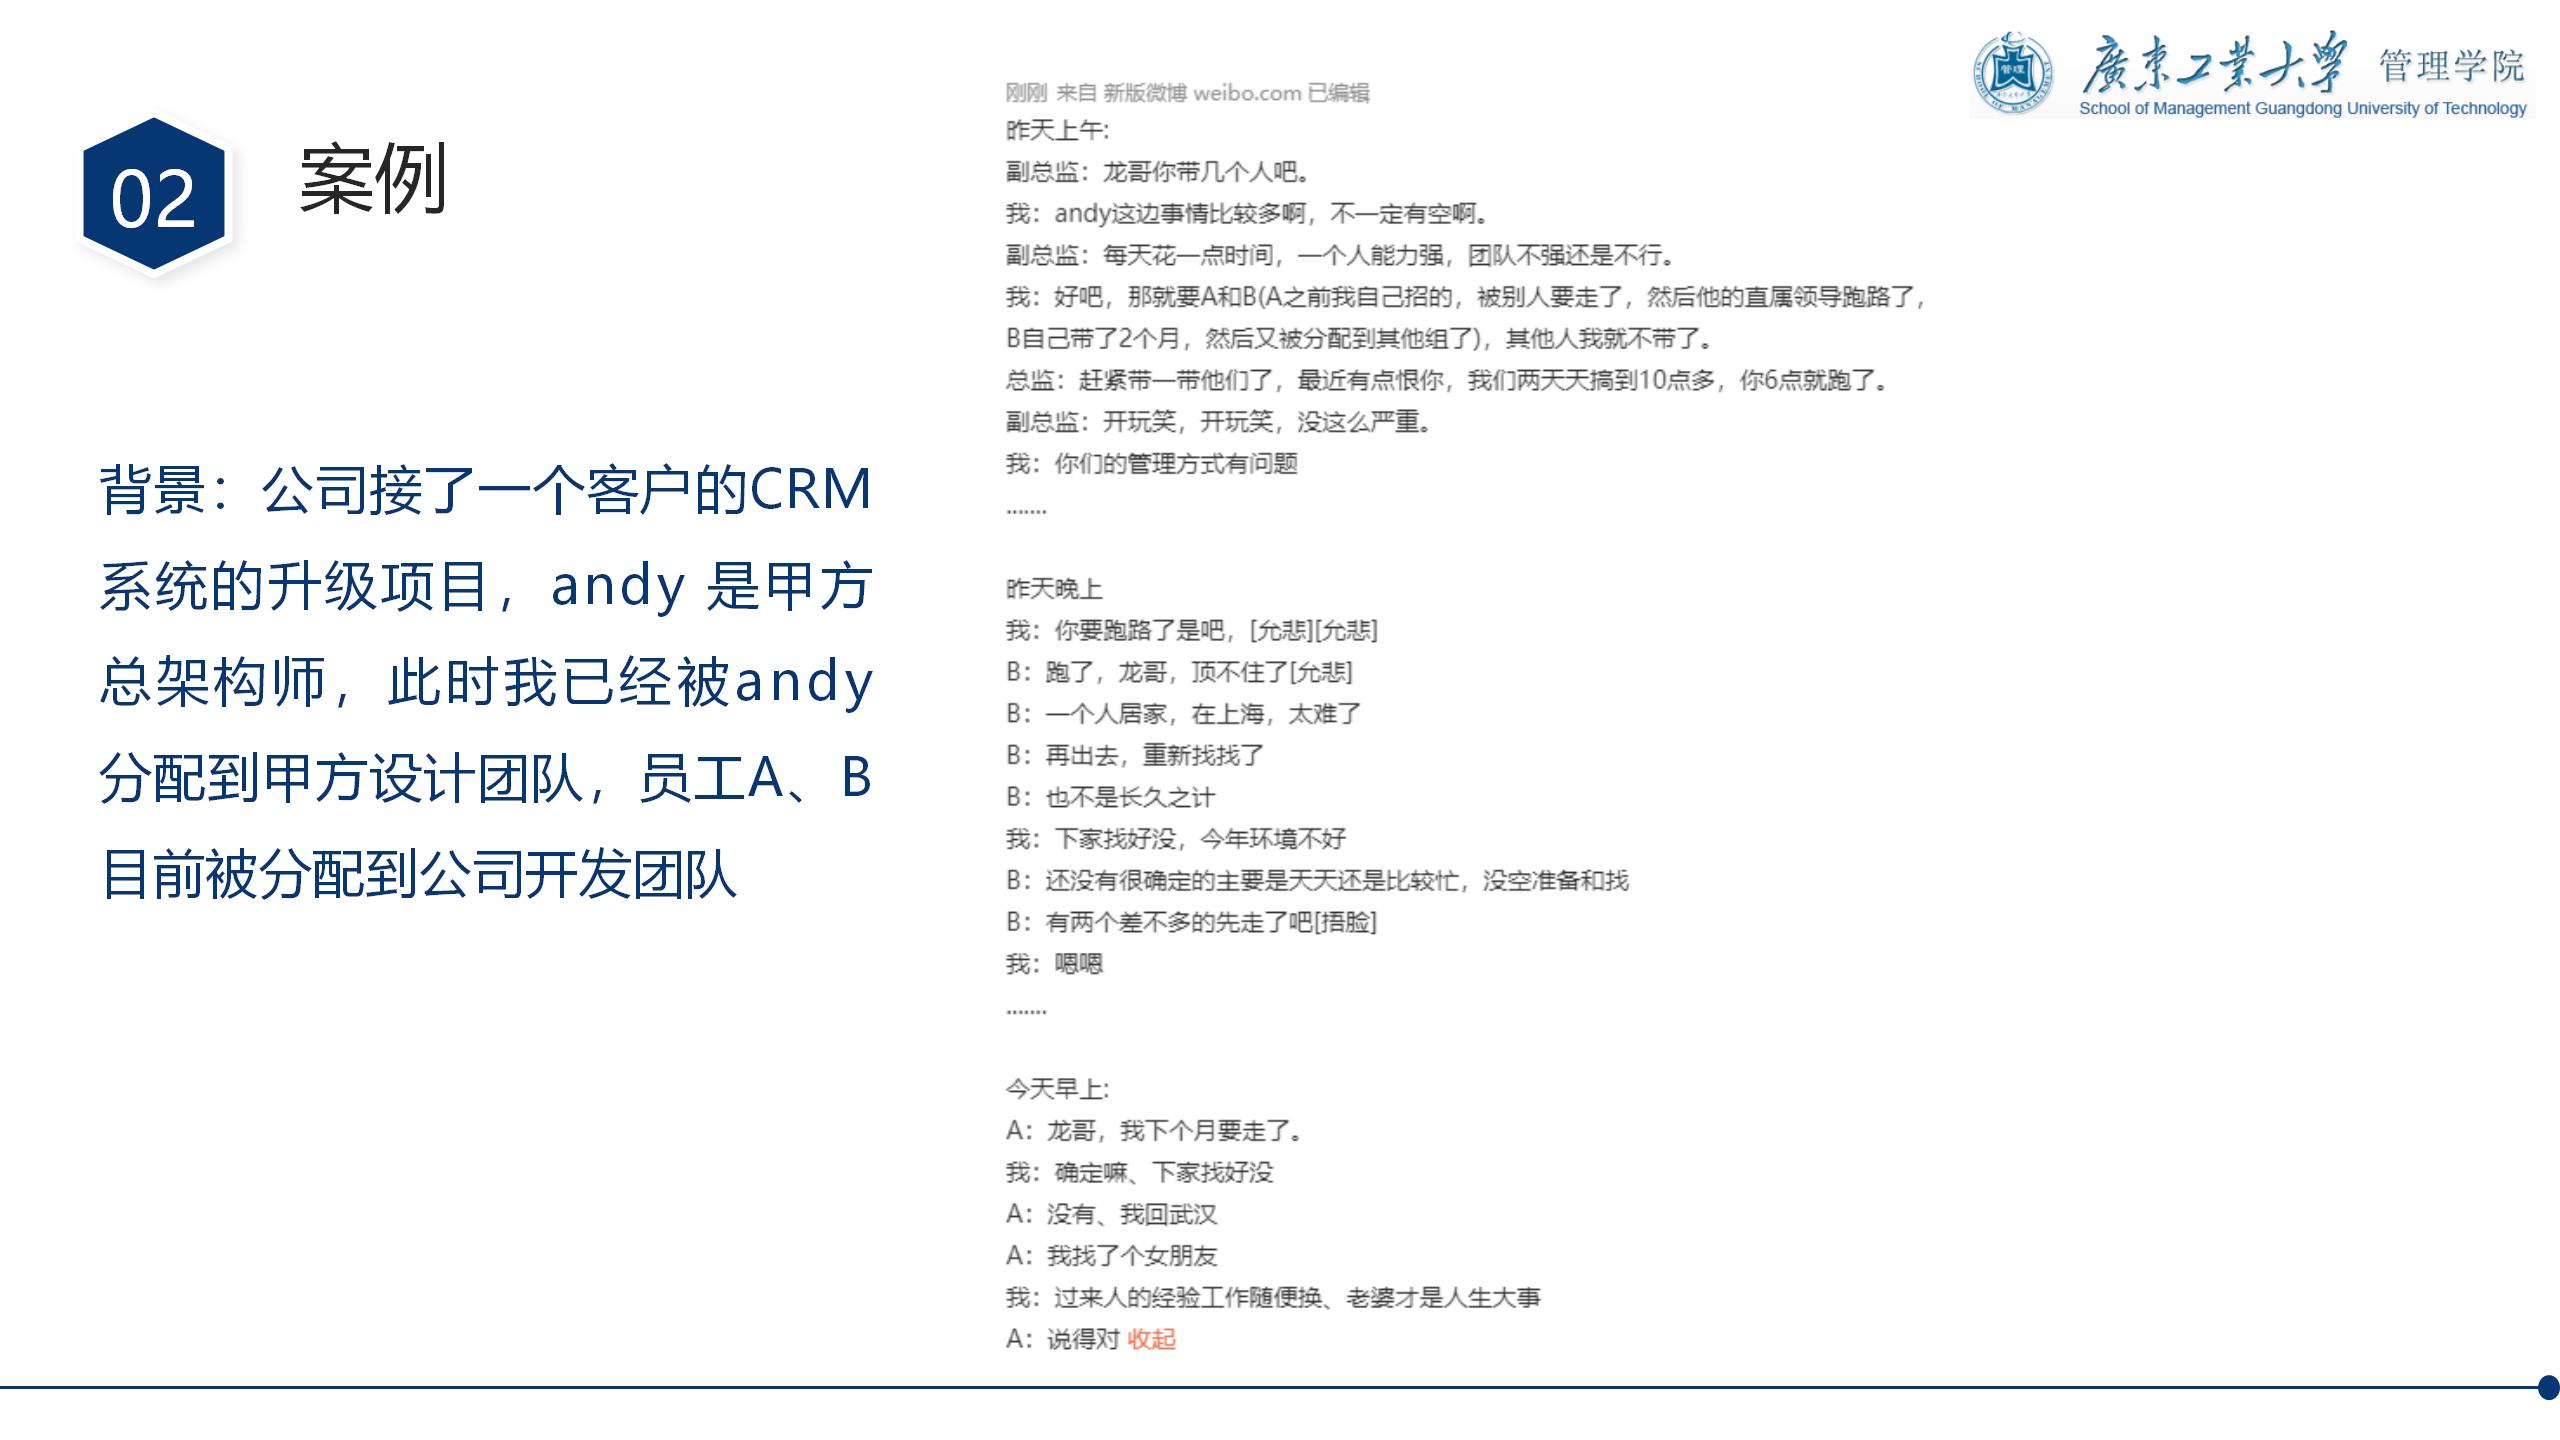 广东工业大学 管理学院
School of Management Guangdong University of Technology
02
案例
背景：公司接了一个客户的CRM
系统的升级项目，andy 是甲方
总架构师，此时我已经被andy
分配到甲方设计团队，员工A、B
目前被分配到公司开发团队
刚刚 来自 新版微博 weibo.com 已编辑
昨天上午:
副总监：龙哥你带几个人吧。
我：andy这边事情比较多啊，不一定有空啊。
副总监：每天花一点时间，一个人能力强，团队不强还是不行。
我：好吧，那就要A和B(A之前我自己招的，被别人要走了，然后他的直属领导跑路了，
B自己带了2个月，然后又被分配到其他组了)，其他人我就不带了。
总监：赶紧带一带他们了，最近有点恨你，我们两天天搞到10点多，你6点就跑了。
副总监：开玩笑，开玩笑，没这么严重。
我：你们的管理方式有问题
.......
昨天晚上
我：你要跑路了是吧，[允悲][允悲]
B：跑了，龙哥，顶不住了[允悲]
B：一个人居家，在上海，太难了
B：再出去，重新找找了
B：也不是长久之计
我：下家找好没，今年环境不好
B：还没有很确定的主要是天天还是比较忙，没空准备和找
B：有两个差不多的先走了吧[捂脸]
我：嗯嗯
.......
今天早上:
A：龙哥，我下个月要走了。
我：确定嘛、下家找好没
A：没有、我回武汉
A：我找了个女朋友
我：过来人的经验工作随便换、老婆才是人生大事
A：说得对 收起